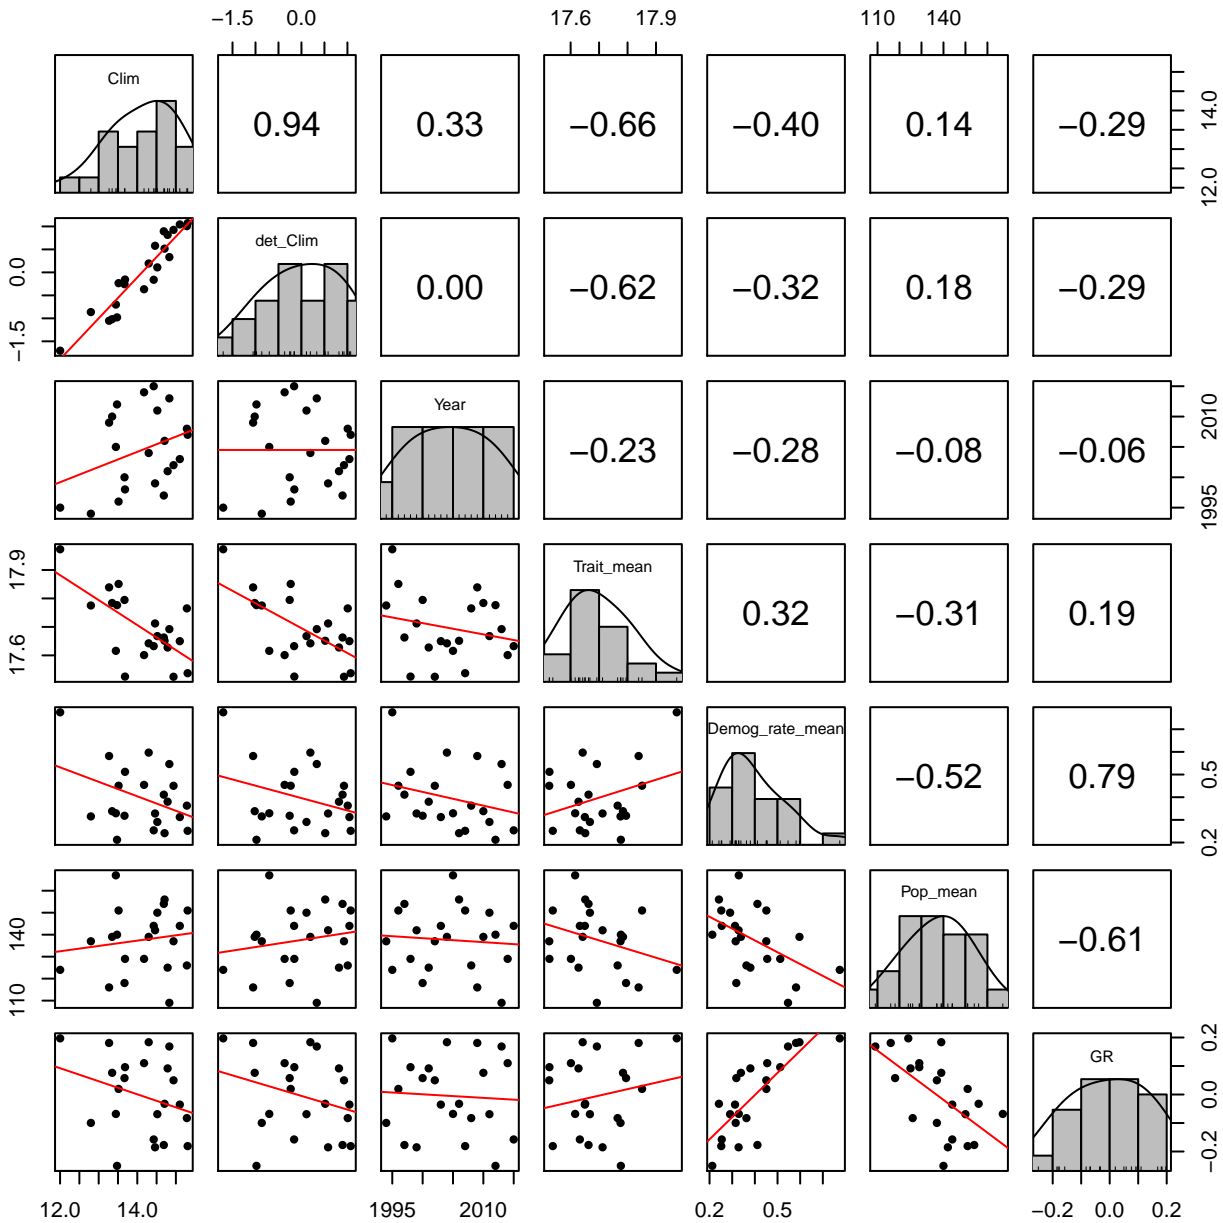 −1.5 0.0 17.6 17.9 110 140
Clim 0.94 0.33 −0.66 −0.40 0.14 −0.29 12.0 14.0
−1.5 0.0 det_Clim 0.00 −0.62 −0.32 0.18 −0.29
Year −0.23 −0.28 −0.08 −0.06 1995 2010
17.6 17.9 Trait_mean 0.32 −0.31 0.19
Demog_rate_mean −0.52 0.79 0.2 0.5
110 140 Pop_mean −0.61
GR −0.2 0.0 0.2
12.0 14.0 1995 2010 0.2 0.5 −0.2 0.0 0.2